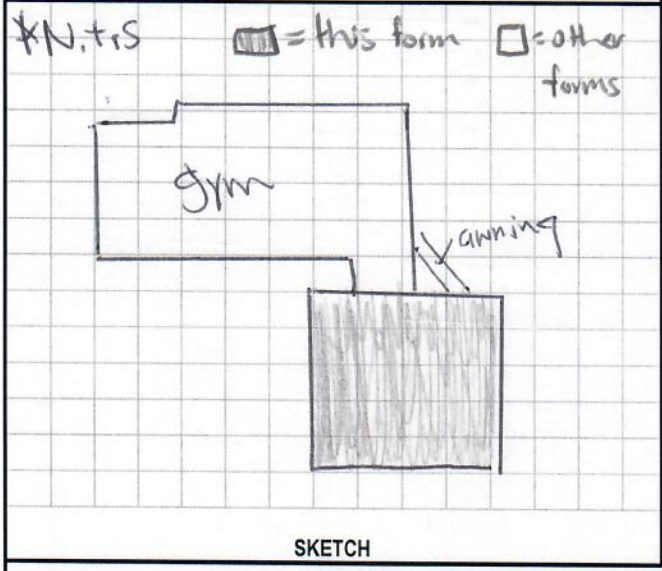 *N.t.S
= this form
= other
forms
gym
awning
SKETCH